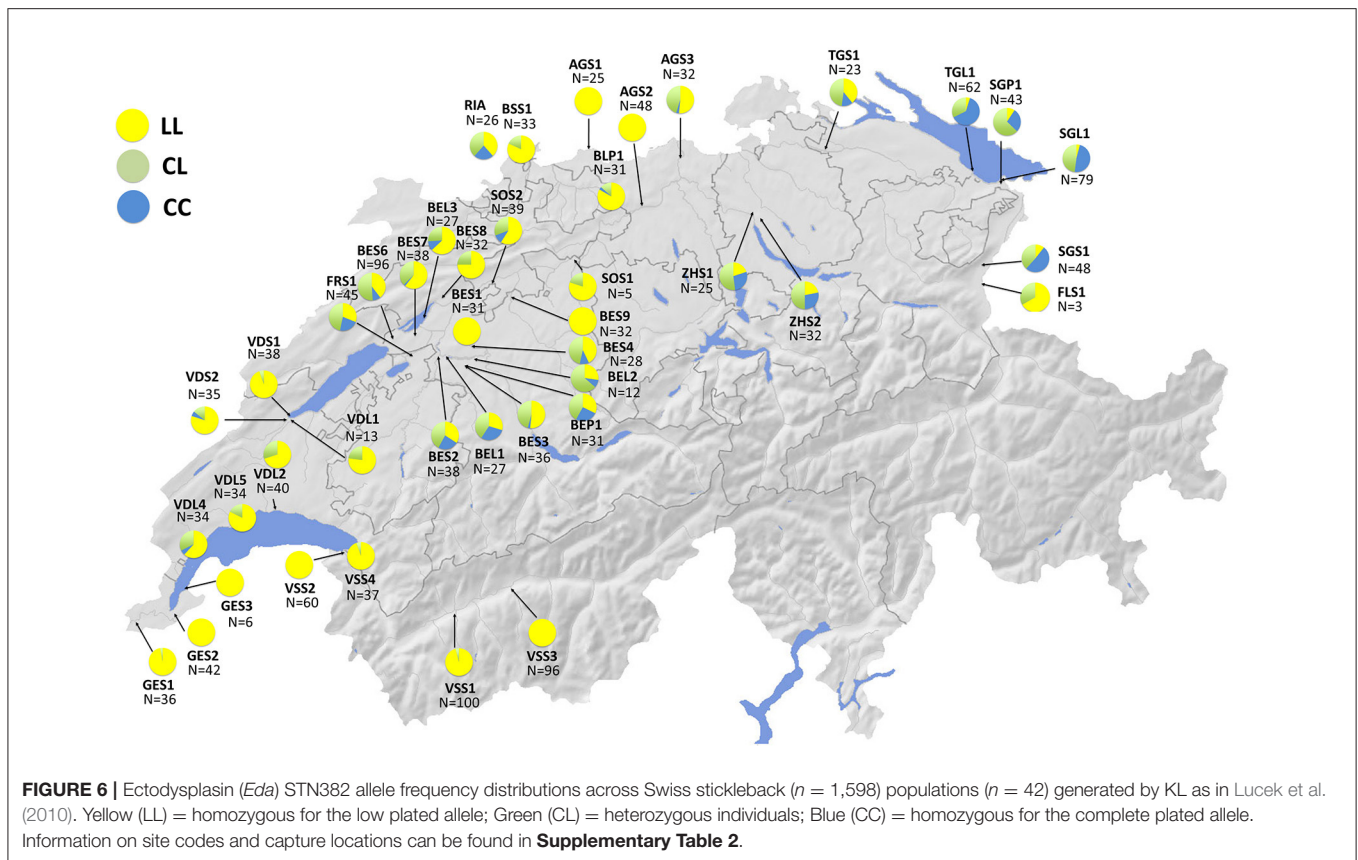 LL
CL
CC
AGS1
N=25
AGS3
N=32
AGS2
N=48
TGS1
N=23
TGL1
N=62
SGP1
N=43
SGL1
N=79
RIA
N=26
BSS1
N=33
BLP1
N=31
BEL3
N=27
SOS2
N=39
BES7
N=38
BES8
N=32
BES6
N=96
FRS1
N=45
BES1
N=31
SOS1
N=5
BES9
N=32
BES4
N=28
BEL2
N=12
BEP1
N=31
ZHS1
N=25
ZHS2
N=32
SGS1
N=48
FLS1
N=3
VDS1
N=38
VDS2
N=35
VDL1
N=13
BES2
N=38
BEL1
N=27
BES3
N=36
VDL2
N=40
VDL5
N=34
VDL4
N=34
VSS2
N=60
VSS4
N=37
GES3
N=6
GES2
N=42
GES1
N=36
VSS1
N=100
VSS3
N=96
FIGURE 6 | Ectodysplasin (Eda) STN382 allele frequency distributions across Swiss stickleback (n = 1,598) populations (n = 42) generated by KL as in Lucek et al.
(2010). Yellow (LL) = homozygous for the low plated allele; Green (CL) = heterozygous individuals; Blue (CC) = homozygous for the complete plated allele.
Information on site codes and capture locations can be found in Supplementary Table 2.